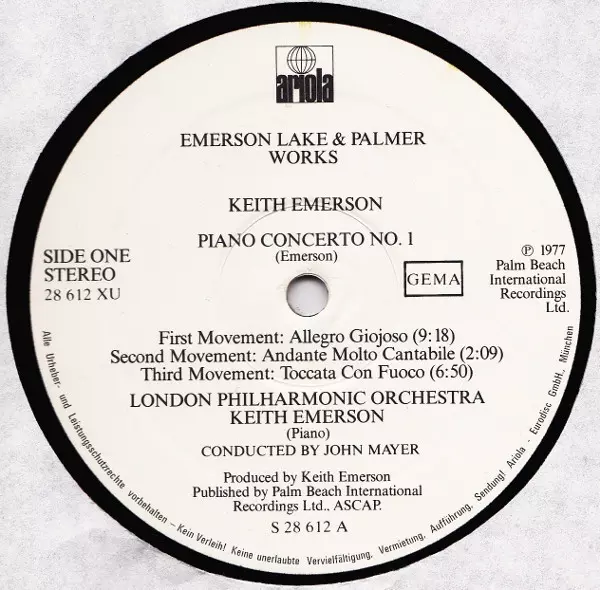 ariola
EMERSON LAKE & PALMER
WORKS
KEITH EMERSON
PIANO CONCERTO NO. 1
(Emerson)
SIDE ONE
STEREO
28 612 XU
GEMA
℗ 1977
Palm Beach
International
Recordings
Ltd.
First Movement: Allegro Giojoso (9:18)
Second Movement: Andante Molto Cantabile (2:09)
Third Movement: Toccata Con Fuoco (6:50)
LONDON PHILHARMONIC ORCHESTRA
KEITH EMERSON
(Piano)
CONDUCTED BY JOHN MAYER
Produced by Keith Emerson
Published by Palm Beach International
Recordings Ltd., ASCAP.
S 28 612 A
Alle Urheber- und Leistungsschutzrechte vorbehalten – Kein Verleih! Keine unerlaubte Vervielfältigung, Vermietung, Aufführung, Sendung! Ariola - Eurodisc GmbH., München